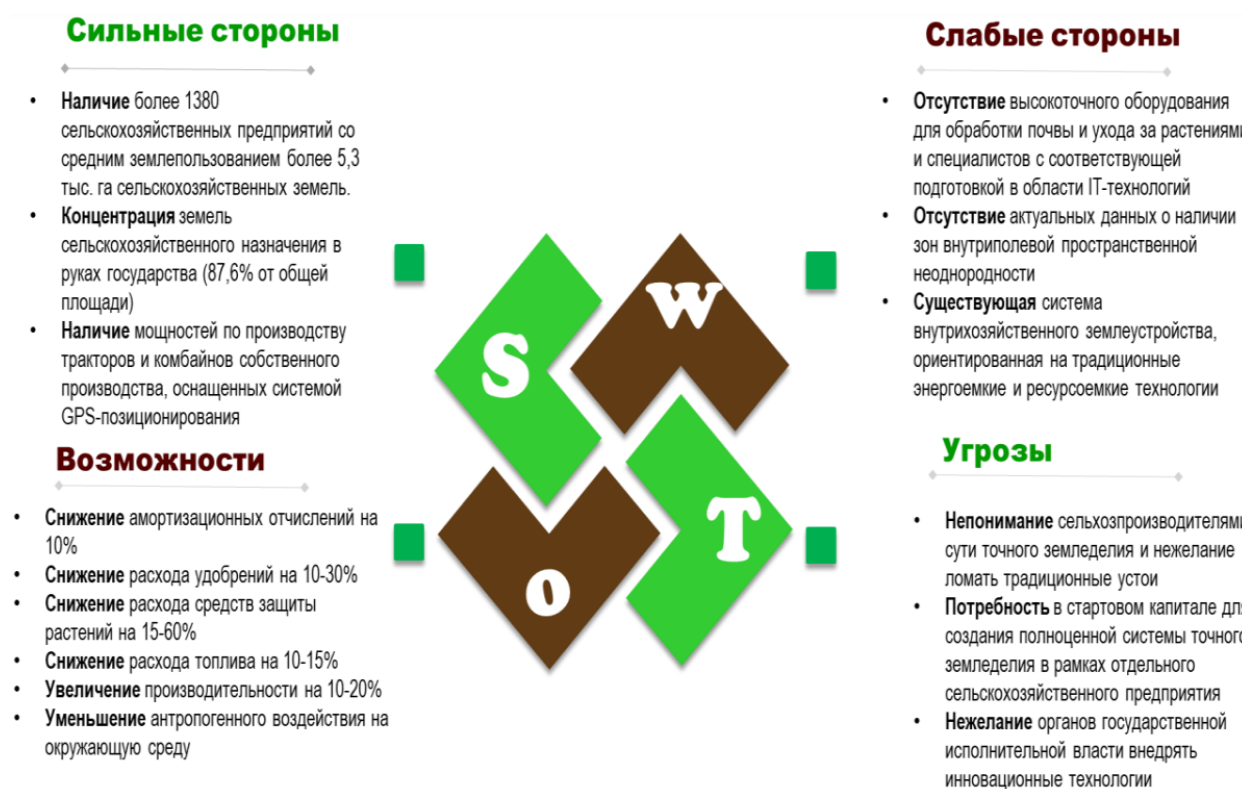 Сильные стороны
• Наличие более 1380
сельскохозяйственных предприятий со
средним землепользованием более 5,3
тыс. га сельскохозяйственных земель.
• Концентрация земель
сельскохозяйственного назначения в
руках государства (87,6% от общей
площади)
• Наличие мощностей по производству
тракторов и комбайнов собственного
производства, оснащенных системой
GPS-позиционирования
Возможности
• Снижение амортизационных отчислений на
10%
• Снижение расхода удобрений на 10-30%
• Снижение расхода средств защиты
растений на 15-60%
• Снижение расхода топлива на 10-15%
• Увеличение производительности на 10-20%
• Уменьшение антропогенного воздействия на
окружающую среду
S
W
O
T
Слабые стороны
• Отсутствие высокоточного оборудования
для обработки почвы и ухода за растениями
и специалистов с соответствующей
подготовкой в области IT-технологий
• Отсутствие актуальных данных о наличии
зон внутриполевой пространственной
неоднородности
• Существующая система
внутрихозяйственного землеустройства,
ориентированная на традиционные
энергоемкие и ресурсоемкие технологии
Угрозы
• Непонимание сельхозпроизводителями
сути точного земледелия и нежелание
ломать традиционные устои
• Потребность в стартовом капитале для
создания полноценной системы точного
земледелия в рамках отдельного
сельскохозяйственного предприятия
• Нежелание органов государственной
исполнительной власти внедрять
инновационные технологии